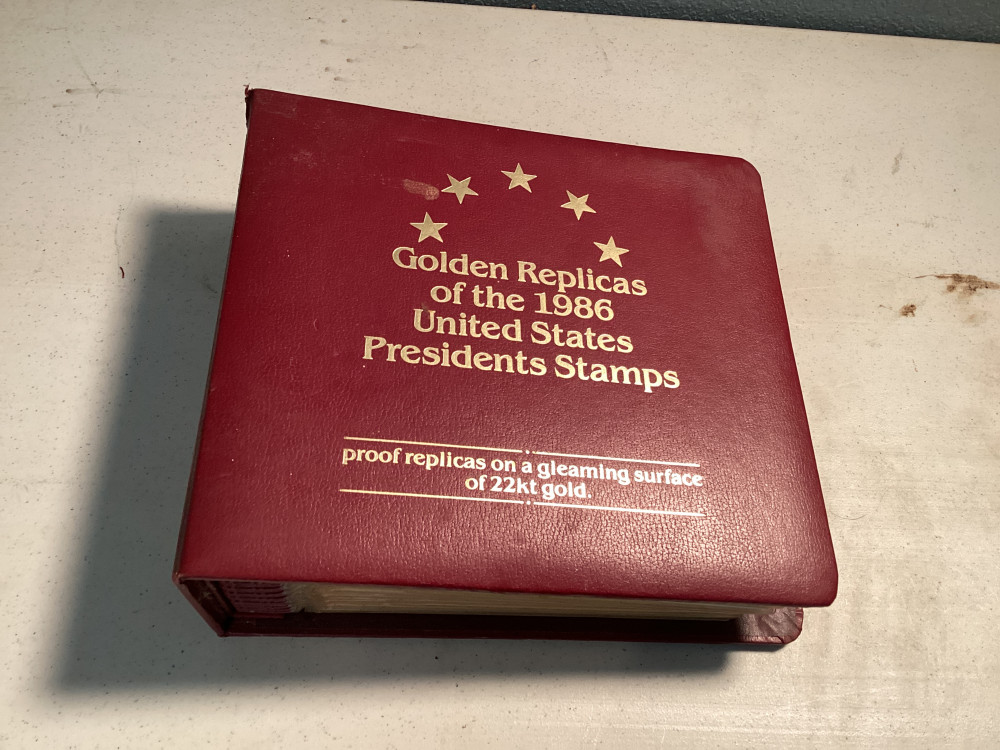 Golden Replicas
of the 1986
United States
Presidents Stamps
proof replicas on a gleaming surface
of 22kt gold.